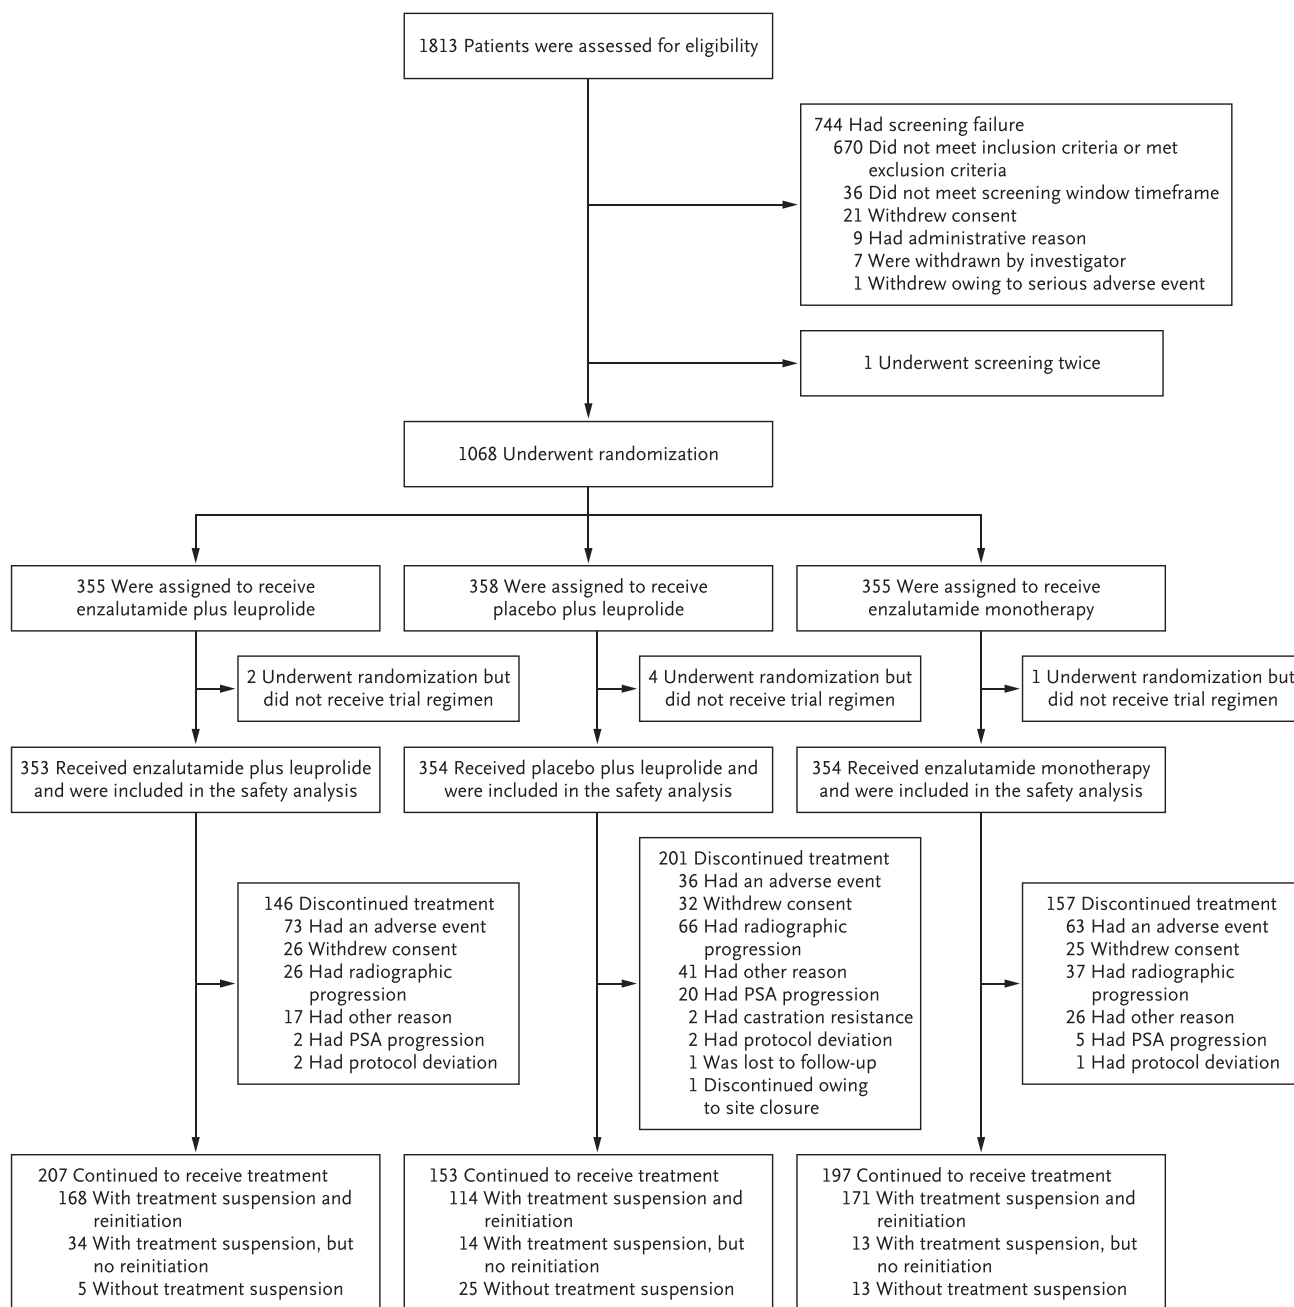 1813 Patients were assessed for eligibility
744 Had screening failure
670 Did not meet inclusion criteria or met
exclusion criteria
36 Did not meet screening window timeframe
21 Withdrew consent
9 Had administrative reason
7 Were withdrawn by investigator
1 Withdrew owing to serious adverse event
1 Underwent screening twice
1068 Underwent randomization
355 Were assigned to receive
enzalutamide plus leuprolide
358 Were assigned to receive
placebo plus leuprolide
355 Were assigned to receive
enzalutamide monotherapy
2 Underwent randomization but
did not receive trial regimen
4 Underwent randomization but
did not receive trial regimen
1 Underwent randomization but
did not receive trial regimen
353 Received enzalutamide plus leuprolide
and were included in the safety analysis
354 Received placebo plus leuprolide and
were included in the safety analysis
354 Received enzalutamide monotherapy
and were included in the safety analysis
146 Discontinued treatment
73 Had an adverse event
26 Withdrew consent
26 Had radiographic
progression
17 Had other reason
2 Had PSA progression
2 Had protocol deviation
201 Discontinued treatment
36 Had an adverse event
32 Withdrew consent
66 Had radiographic
progression
41 Had other reason
20 Had PSA progression
2 Had castration resistance
2 Had protocol deviation
1 Was lost to follow-up
1 Discontinued owing
to site closure
157 Discontinued treatment
63 Had an adverse event
25 Withdrew consent
37 Had radiographic
progression
26 Had other reason
5 Had PSA progression
1 Had protocol deviation
207 Continued to receive treatment
168 With treatment suspension and
reinitiation
34 With treatment suspension, but
no reinitiation
5 Without treatment suspension
153 Continued to receive treatment
114 With treatment suspension and
reinitiation
14 With treatment suspension, but
no reinitiation
25 Without treatment suspension
197 Continued to receive treatment
171 With treatment suspension and
reinitiation
13 With treatment suspension, but
no reinitiation
13 Without treatment suspension